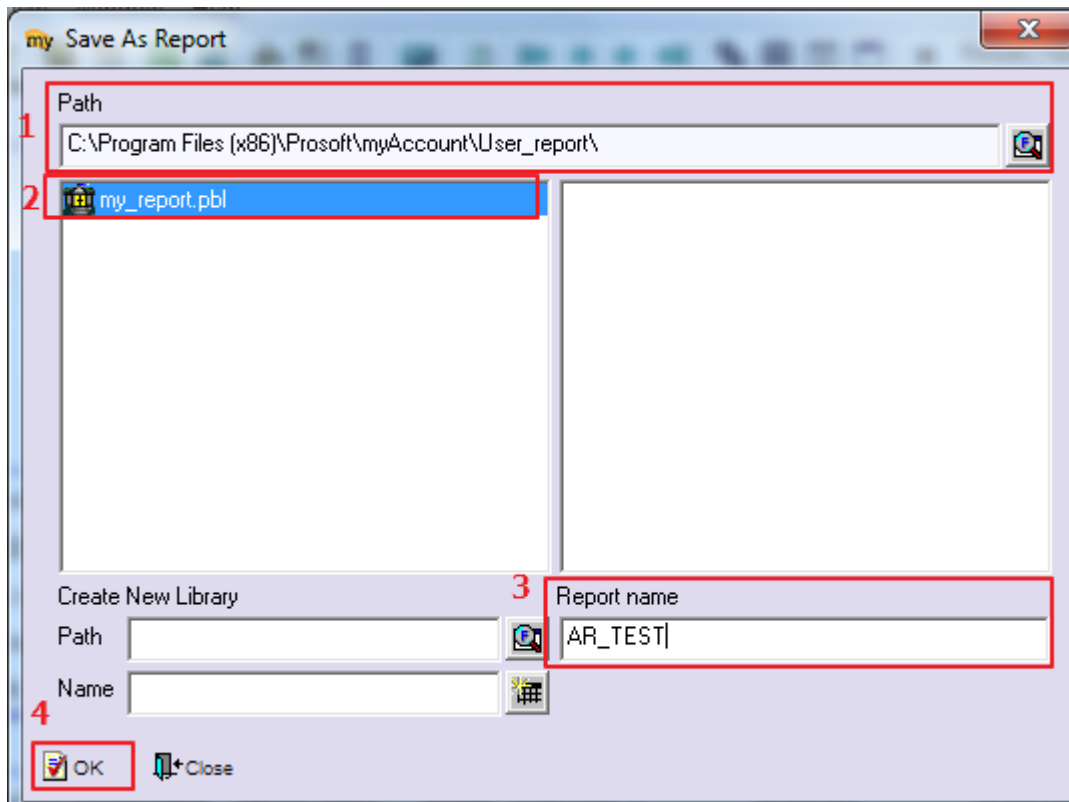 my Save As Report
Path
1
C:\Program Files (x86)\Prosoft\myAccount\User_report\
2
my_report.pbl
Create New Library
3
Report name
Path
AR_TEST
Name
4
OK
Close